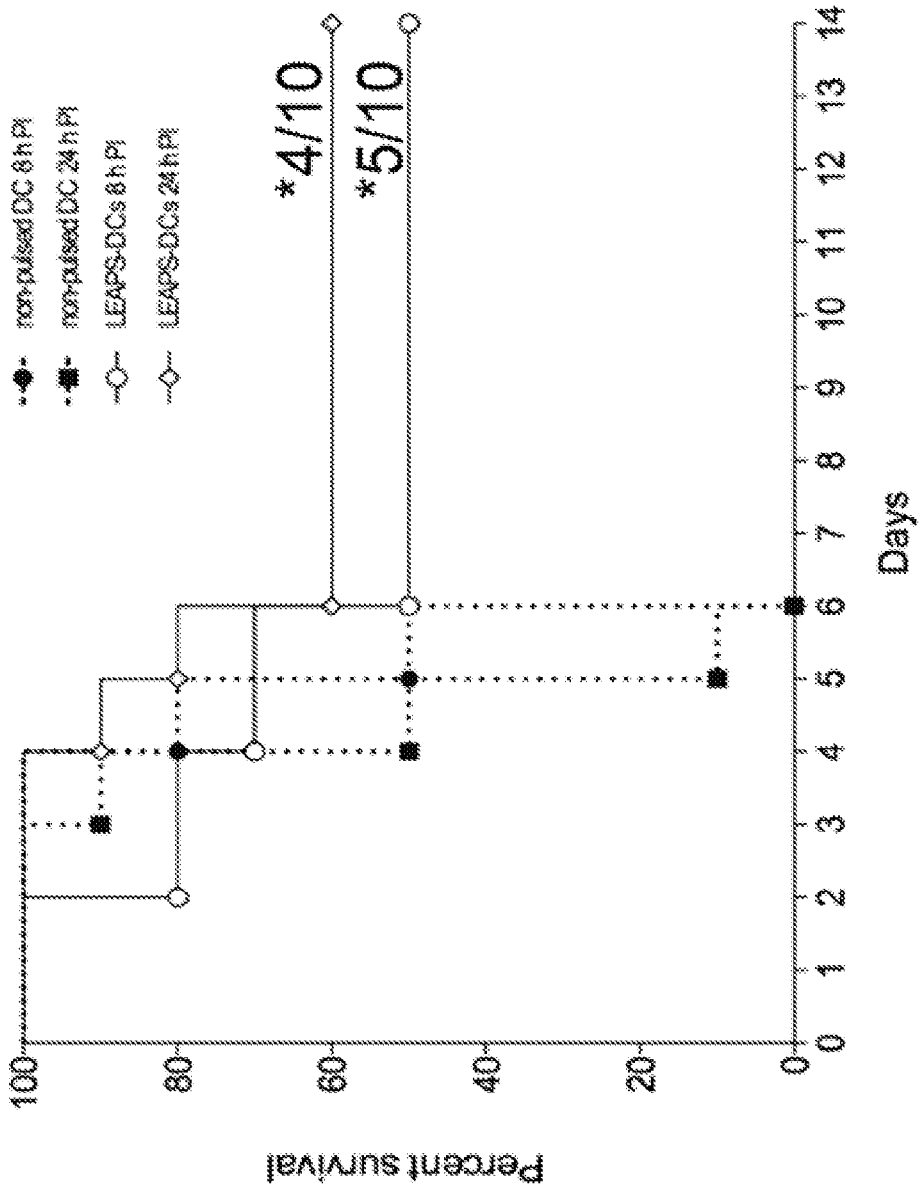 non-pulsed DC 8 h PI
non-pulsed DC 24 h PI
LEAPS-DCs 8 h PI
LEAPS-DCs 24 h PI
Percent survival
100
80
60
40
20
0
*4/10
*5/10
0 1 2 3 4 5 6 7 8 9 10 11 12 13 14
Days